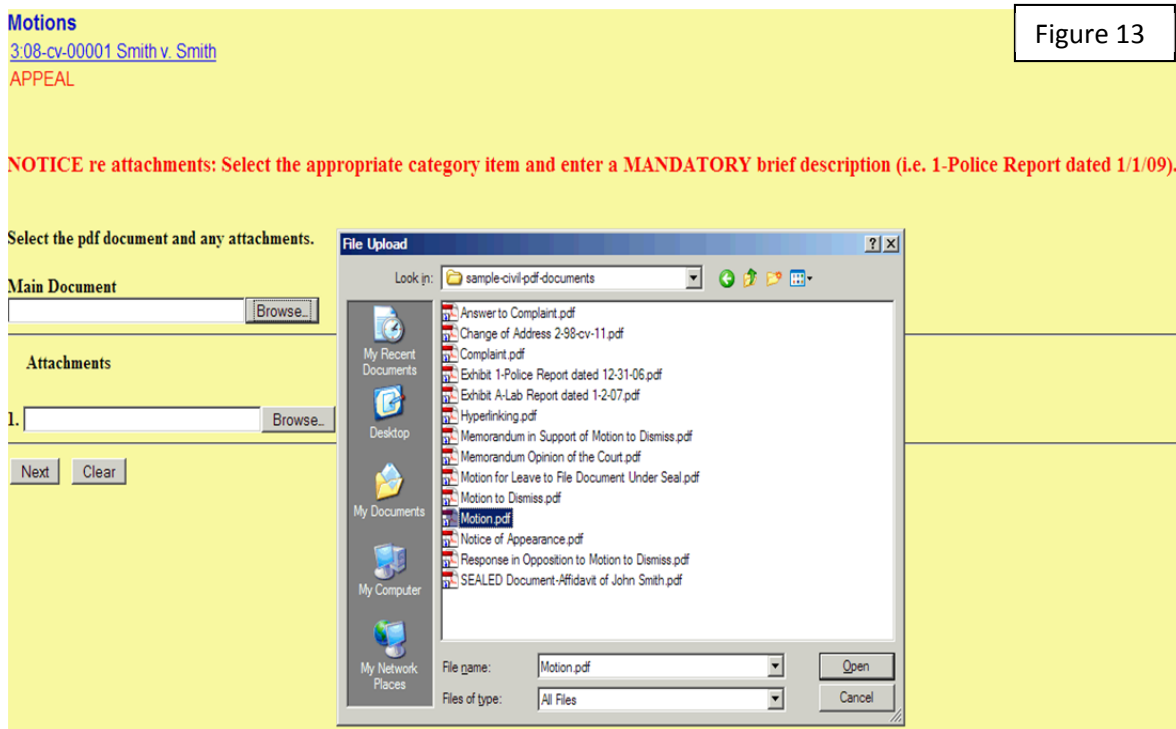 Motions
Figure 13
3:08-cv-00001 Smith v. Smith
APPEAL
NOTICE re attachments: Select the appropriate category item and enter a MANDATORY brief description (i.e. 1-Police Report dated 1/1/09).
Select the pdf document and any attachments.
Main Document
Browse...
Attachments
1.
Browse...
Next Clear
File Upload
Look in: sample-civil-pdf-documents
My Recent Documents
Desktop
My Documents
My Computer
My Network Places
Answer to Complaint.pdf
Change of Address 2-98-cv-11.pdf
Complaint.pdf
Exhibit 1-Police Report dated 12-31-06.pdf
Exhibit A-Lab Report dated 1-2-07.pdf
Hyperlinking.pdf
Memorandum in Support of Motion to Dismiss.pdf
Memorandum Opinion of the Court.pdf
Motion for Leave to File Document Under Seal.pdf
Motion to Dismiss.pdf
Motion.pdf
Notice of Appearance.pdf
Response in Opposition to Motion to Dismiss.pdf
SEALED Document-Affidavit of John Smith.pdf
File name: Motion.pdf Open
Files of type: All Files Cancel